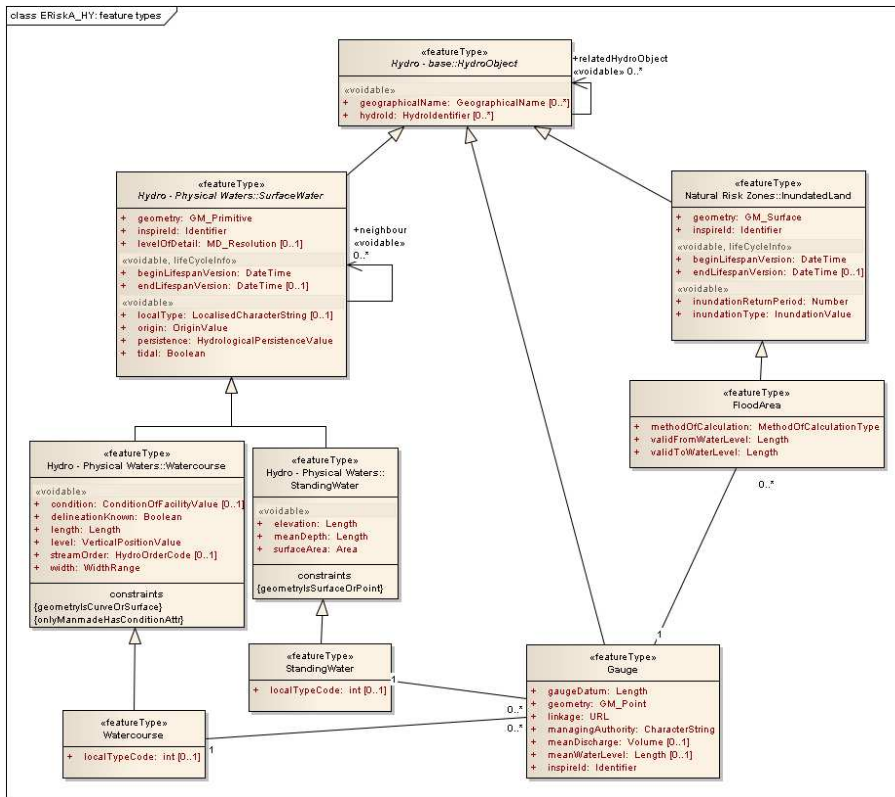 class ERiskA_HY: feature types
«featureType»
Hydro - base::HydroObject
«voidable»
+ geographicalName: GeographicalName [0..*]
+ hydroId: HydroIdentifier [0..*]
+relatedHydroObject
«voidable» 0..*
«featureType»
Hydro - Physical Waters::SurfaceWater
+ geometry: GM_Primitive
+ inspireId: Identifier
+ levelOfDetail: MD_Resolution [0..1]
«voidable, lifeCycleInfo»
+ beginLifespanVersion: DateTime
+ endLifespanVersion: DateTime [0..1]
«voidable»
+ localType: LocalisedCharacterString [0..1]
+ origin: OriginValue
+ persistence: HydrologicalPersistenceValue
+ tidal: Boolean
+neighbour
«voidable»
0..*
«featureType»
Natural Risk Zones::InundatedLand
+ geometry: GM_Surface
+ inspireId: Identifier
«voidable, lifeCycleInfo»
+ beginLifespanVersion: DateTime
+ endLifespanVersion: DateTime [0..1]
«voidable»
+ inundationReturnPeriod: Number
+ inundationType: InundationValue
«featureType»
FloodArea
+ methodOfCalculation: MethodOfCalculationType
+ validFromWaterLevel: Length
+ validToWaterLevel: Length
0..*
«featureType»
Hydro - Physical Waters::Watercourse
«voidable»
+ condition: ConditionOfFacilityValue [0..1]
+ delineationKnown: Boolean
+ length: Length
+ level: VerticalPositionValue
+ streamOrder: HydroOrderCode [0..1]
+ width: WidthRange
constraints
{geometryIsCurveOrSurface}
{onlyManmadeHasConditionAttr}
«featureType»
Hydro - Physical Waters::
StandingWater
«voidable»
+ elevation: Length
+ meanDepth: Length
+ surfaceArea: Area
constraints
{geometryIsSurfaceOrPoint}
«featureType»
StandingWater
+ localTypeCode: int [0..1]
1
«featureType»
Watercourse
+ localTypeCode: int [0..1]
1
0..*
0..*
1
«featureType»
Gauge
+ gaugeDatum: Length
+ geometry: GM_Point
+ linkage: URL
+ managingAuthority: CharacterString
+ meanDischarge: Volume [0..1]
+ meanWaterLevel: Length [0..1]
+ inspireId: Identifier